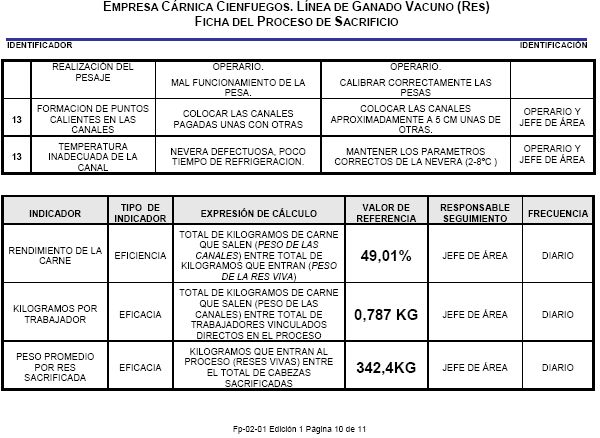 EMPRESA CÁRNICA CIENFUEGOS. LÍNEA DE GANADO VACUNO (RES)
FICHA DEL PROCESO DE SACRIFICIO
IDENTIFICADOR
IDENTIFICACIÓN
REALIZACIÓN DEL
PESAJE
OPERARIO.
MAL FUNCIONAMIENTO DE LA
PESA.
OPERARIO.
CALIBRAR CORRECTAMENTE LAS
PESAS
13
FORMACION DE PUNTOS
CALIENTES EN LAS
CANALES
COLOCAR LAS CANALES
PAGADAS UNAS CON OTRAS
COLOCAR LAS CANALES
APROXIMADAMENTE A 5 CM UNAS DE
OTRAS.
OPERARIO Y
JEFE DE ÁREA
13
TEMPERATURA
INADECUADA DE LA
CANAL
NEVERA DEFECTUOSA, POCO
TIEMPO DE REFRIGERACION.
MANTENER LOS PARAMETROS
CORRECTOS DE LA NEVERA (2-8ºC )
OPERARIO Y
JEFE DE ÁREA
INDICADOR
TIPO DE
INDICADOR
EXPRESIÓN DE CÁLCULO
VALOR DE
REFERENCIA
RESPONSABLE
SEGUIMIENTO
FRECUENCIA
RENDIMIENTO DE LA
CARNE
EFICIENCIA
TOTAL DE KILOGRAMOS DE CARNE
QUE SALEN (PESO DE LAS
CANALES) ENTRE TOTAL DE
KILOGRAMOS QUE ENTRAN (PESO
DE LA RES VIVA)
49,01%
JEFE DE ÁREA
DIARIO
KILOGRAMOS POR
TRABAJADOR
EFICACIA
TOTAL DE KILOGRAMOS DE CARNE
QUE SALEN (PESO DE LAS
CANALES) ENTRE TOTAL DE
TRABAJADORES VINCULADOS
DIRECTOS EN EL PROCESO
0,787 KG
JEFE DE ÁREA
DIARIO
PESO PROMEDIO
POR RES
SACRIFICADA
EFICACIA
KILOGRAMOS QUE ENTRAN AL
PROCESO (RESES VIVAS) ENTRE
EL TOTAL DE CABEZAS
SACRIFICADAS
342,4KG
JEFE DE ÁREA
DIARIO
Fp-02-01 Edición 1 Página 10 de 11